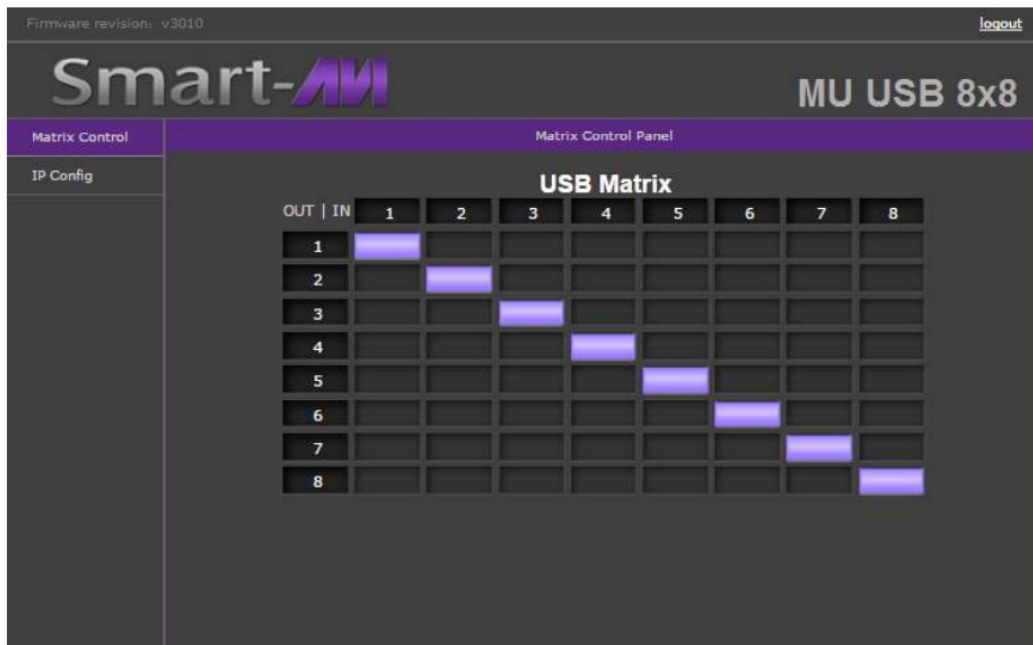 Firmware revision: v3010
logout
Smart-AVI
MU USB 8x8
Matrix Control
Matrix Control Panel
IP Config
USB Matrix
OUT | IN 1 2 3 4 5 6 7 8
1
2
3
4
5
6
7
8